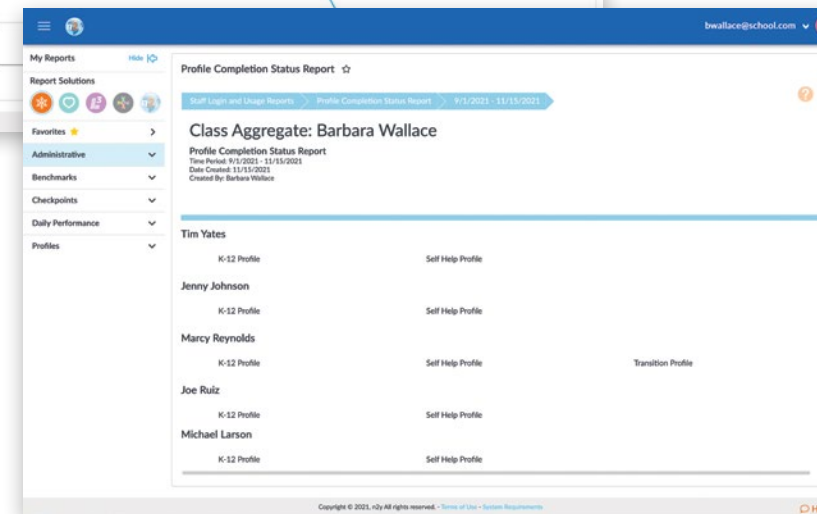 bwallace@school.com
My Reports Hide
Report Solutions
Favorites
Administrative
Benchmarks
Checkpoints
Daily Performance
Profiles
Profile Completion Status Report
Staff Login and Usage Reports Profile Completion Status Report 9/1/2021 - 11/15/2021
?
Class Aggregate: Barbara Wallace
Profile Completion Status Report
Time Period: 9/1/2021 - 11/15/2021
Date Created: 11/15/2021
Created By: Barbara Wallace
Tim Yates
K-12 Profile Self Help Profile
Jenny Johnson
K-12 Profile Self Help Profile
Marcy Reynolds
K-12 Profile Self Help Profile Transition Profile
Joe Ruiz
K-12 Profile Self Help Profile
Michael Larson
K-12 Profile Self Help Profile
Copyright © 2021, n2y All rights reserved. - Terms of Use - System Requirements